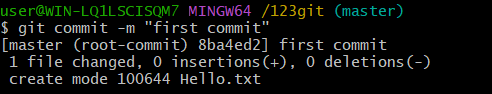 user@WIN-LQ1LSCISQM7 MINGW64 /123git (master)
$ git commit -m "first commit"
[master (root-commit) 8ba4ed2] first commit
 1 file changed, 0 insertions(+), 0 deletions(-)
 create mode 100644 Hello.txt